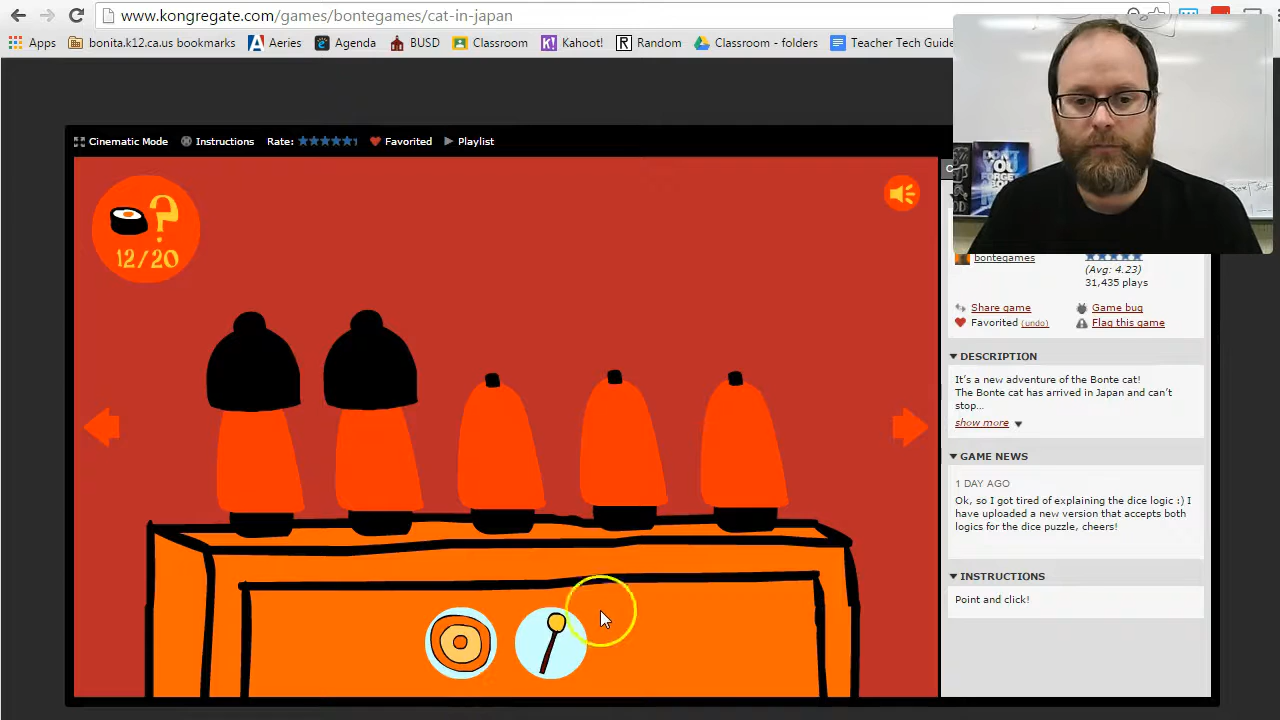 www.kongregate.com/games/bontegames/cat-in-japan
Apps bonita.k12.ca.us bookmarks Aeries Agenda BUSD Classroom Kahoot! Random Classroom - folders Teacher Tech Guide
Cinematic Mode Instructions Rate: Favorited Playlist
?
12/20
DON'T
YOU
FORGET
bontegames
(Avg: 4.23)
31,435 plays
Share game Game bug
Favorited (undo) Flag this game
DESCRIPTION
It's a new adventure of the Bonte cat!
The Bonte cat has arrived in Japan and can't
stop...
show more
GAME NEWS
1 DAY AGO
Ok, so I got tired of explaining the dice logic :) I
have uploaded a new version that accepts both
logics for the dice puzzle, cheers!
INSTRUCTIONS
Point and click!